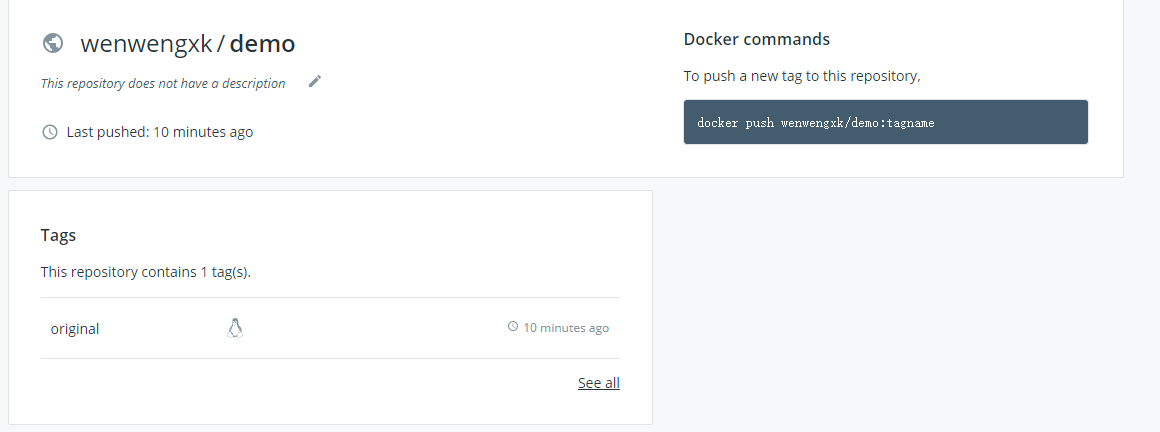 wenwengxk / demo
This repository does not have a description
Last pushed: 10 minutes ago
Docker commands
To push a new tag to this repository,
docker push wenwengxk/demo:tagname
Tags
This repository contains 1 tag(s).
original
10 minutes ago
See all